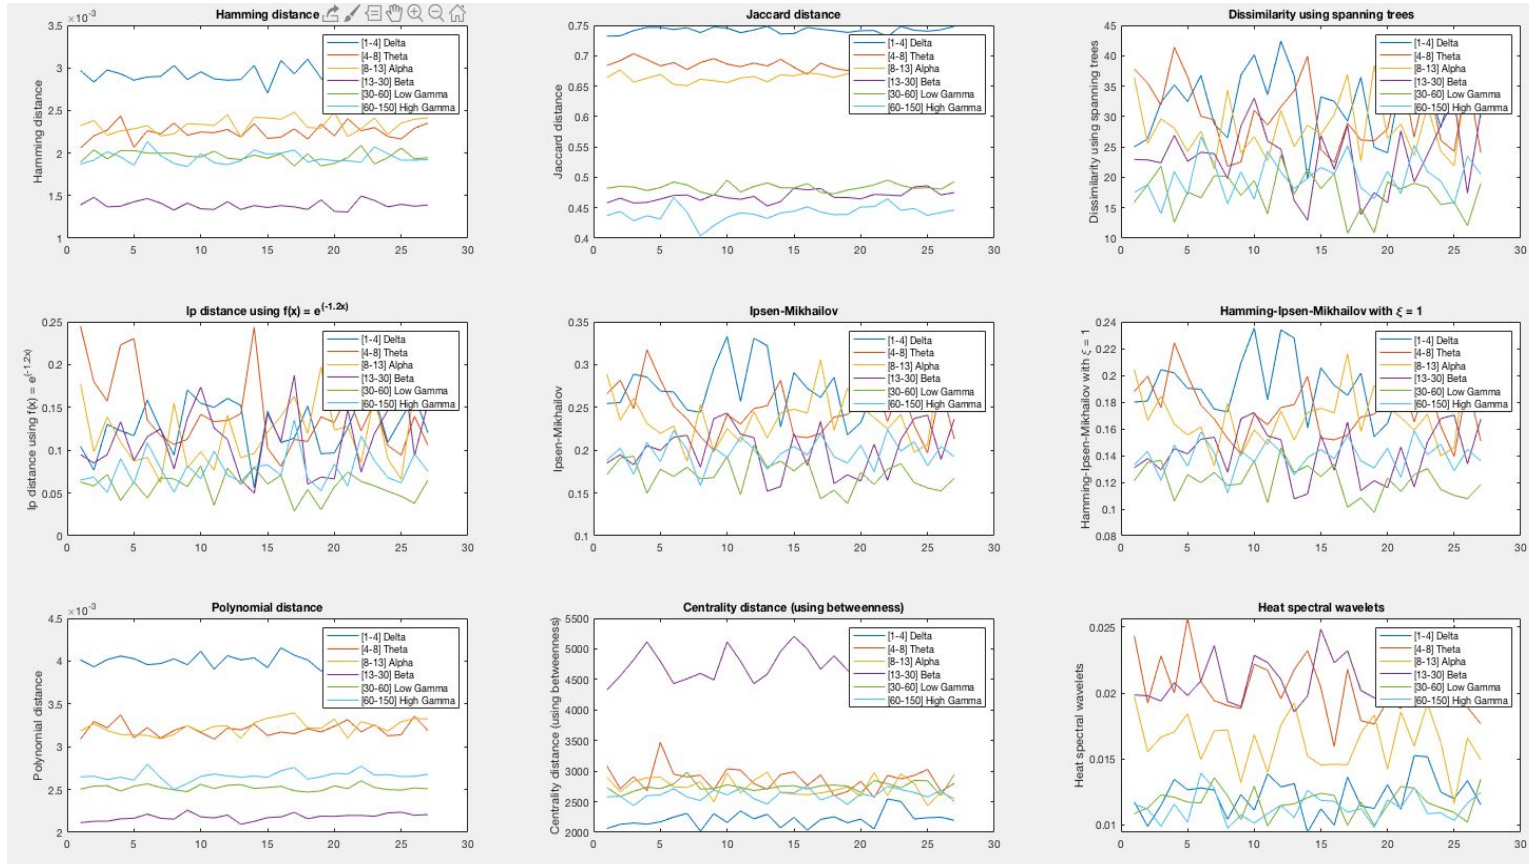 Hamming distance
×10^-3
3.5
3
2.5
2
1.5
1
0 5 10 15 20 25 30
Hamming distance
[1-4] Delta
[4-8] Theta
[8-13] Alpha
[13-30] Beta
[30-60] Low Gamma
[60-150] High Gamma
Jaccard distance
0.75
0.7
0.65
0.6
0.55
0.5
0.45
0.4
0 5 10 15 20 25 30
Jaccard distance
[1-4] Delta
[4-8] Theta
[8-13] Alpha
[13-30] Beta
[30-60] Low Gamma
[60-150] High Gamma
Dissimilarity using spanning trees
45
40
35
30
25
20
15
10
0 5 10 15 20 25 30
Dissimilarity using spanning trees
[1-4] Delta
[4-8] Theta
[8-13] Alpha
[13-30] Beta
[30-60] Low Gamma
[60-150] High Gamma
lp distance using f(x) = e^(-1.2x)
0.25
0.2
0.15
0.1
0.05
0
0 5 10 15 20 25 30
lp distance using f(x) = e^(-1.2x)
[1-4] Delta
[4-8] Theta
[8-13] Alpha
[13-30] Beta
[30-60] Low Gamma
[60-150] High Gamma
Ipsen-Mikhailov
0.35
0.3
0.25
0.2
0.15
0.1
0 5 10 15 20 25 30
Ipsen-Mikhailov
[1-4] Delta
[4-8] Theta
[8-13] Alpha
[13-30] Beta
[30-60] Low Gamma
[60-150] High Gamma
Hamming-Ipsen-Mikhailov with ξ = 1
0.24
0.22
0.2
0.18
0.16
0.14
0.12
0.1
0.08
0 5 10 15 20 25 30
Hamming-Ipsen-Mikhailov with ξ = 1
[1-4] Delta
[4-8] Theta
[8-13] Alpha
[13-30] Beta
[30-60] Low Gamma
[60-150] High Gamma
Polynomial distance
×10^-3
4.5
4
3.5
3
2.5
2
0 5 10 15 20 25 30
Polynomial distance
[1-4] Delta
[4-8] Theta
[8-13] Alpha
[13-30] Beta
[30-60] Low Gamma
[60-150] High Gamma
Centrality distance (using betweenness)
5500
5000
4500
4000
3500
3000
2500
2000
0 5 10 15 20 25 30
Centrality distance (using betweenness)
[1-4] Delta
[4-8] Theta
[8-13] Alpha
[13-30] Beta
[30-60] Low Gamma
[60-150] High Gamma
Heat spectral wavelets
0.025
0.02
0.015
0.01
0 5 10 15 20 25 30
Heat spectral wavelets
[1-4] Delta
[4-8] Theta
[8-13] Alpha
[13-30] Beta
[30-60] Low Gamma
[60-150] High Gamma